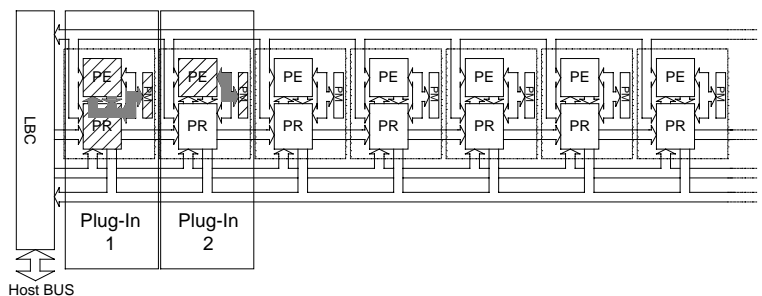 LBC
PE PE PE PE PE PE PE
PM PM PM PM PM PM PM
PR PR PR PR PR PR PR
Plug-In Plug-In
1 2
Host BUS